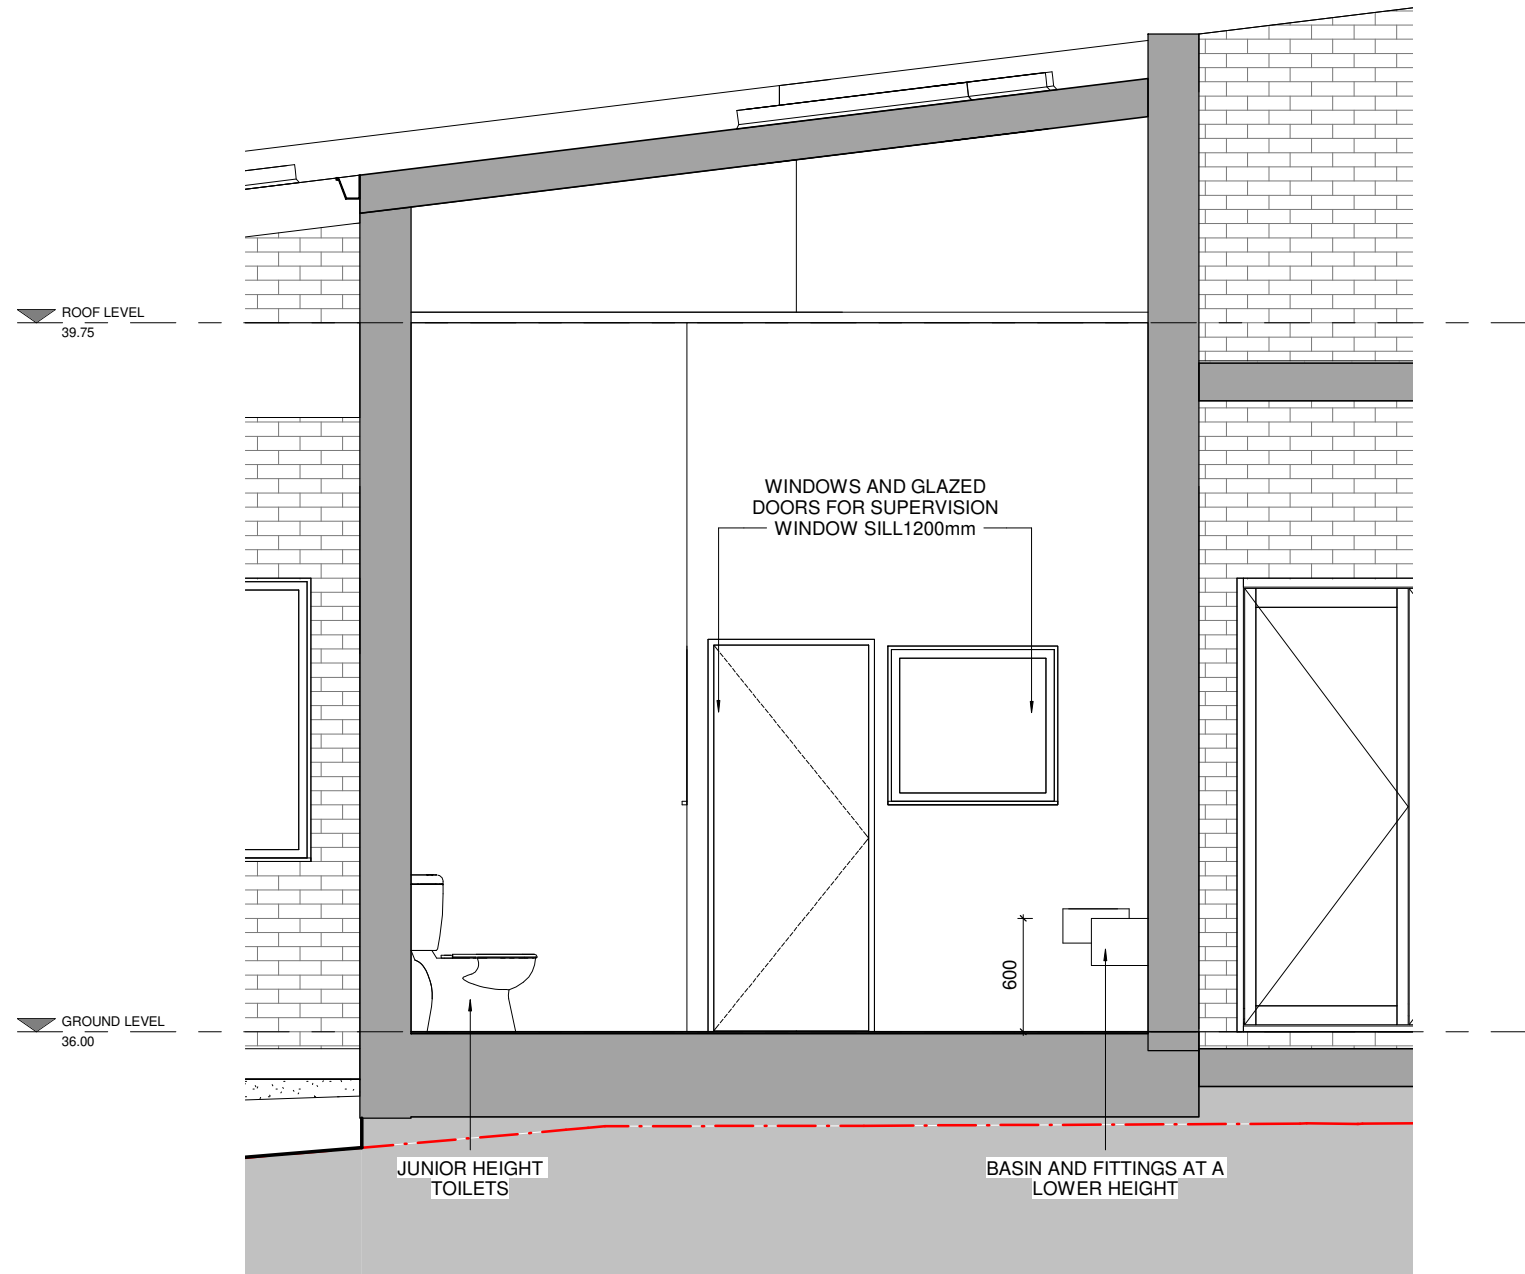 ROOF LEVEL
39.75
WINDOWS AND GLAZED
DOORS FOR SUPERVISION
WINDOW SILL1200mm
600
GROUND LEVEL
36.00
JUNIOR HEIGHT
TOILETS
BASIN AND FITTINGS AT A
LOWER HEIGHT